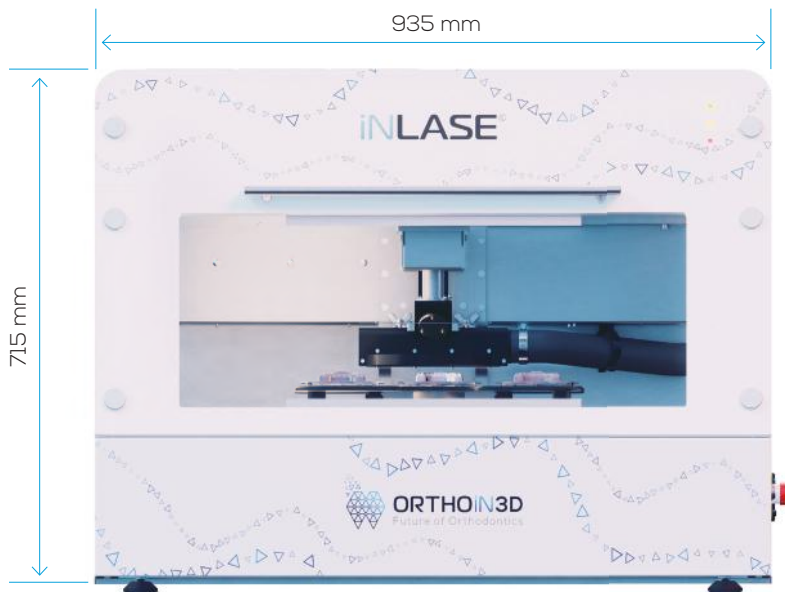 935 mm
715 mm
iNLASE
ORTHOiN3D
Future of Orthodontics